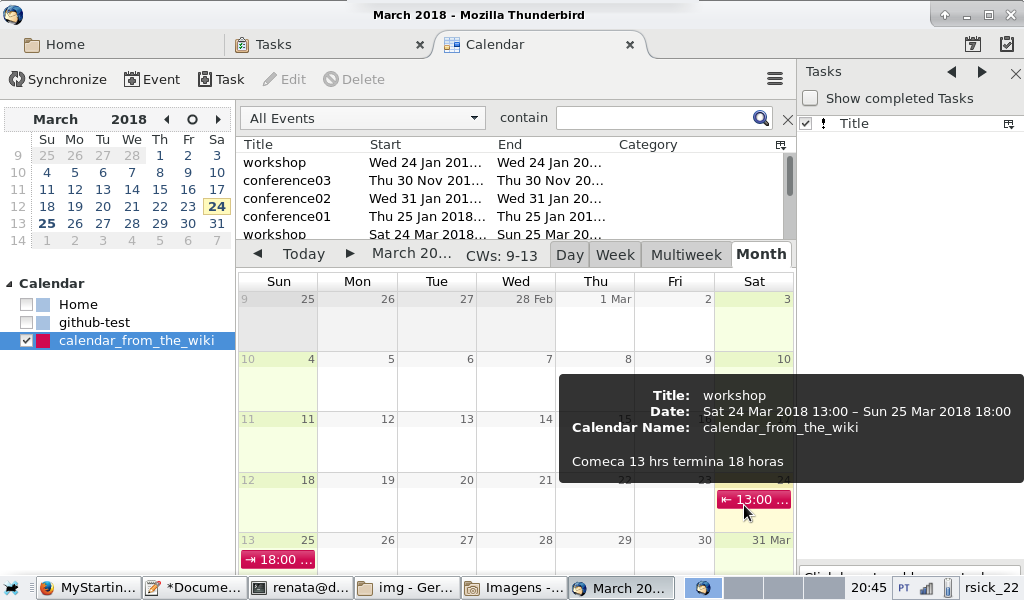 March 2018 - Mozilla Thunderbird
Home
Tasks
Calendar
Synchronize
Event
Task
Edit
Delete
Tasks
Show completed Tasks
Title
March 2018
Su Mo Tu We Th Fr Sa
9 25 26 27 28 1 2 3
10 4 5 6 7 8 9 10
11 11 12 13 14 15 16 17
12 18 19 20 21 22 23 24
13 25 26 27 28 29 30 31
14 1 2 3 4 5 6 7
Calendar
Home
github-test
calendar_from_the_wiki
All Events
contain
Title Start End Category
workshop Wed 24 Jan 201... Wed 24 Jan 20...
conference03 Thu 30 Nov 201... Thu 30 Nov 20...
conference02 Wed 31 Jan 201... Wed 31 Jan 20...
conference01 Thu 25 Jan 2018... Thu 25 Jan 201...
workshop Sat 24 Mar 2018... Sun 25 Mar 20...
Today
March 20...
CWs: 9-13
Day
Week
Multiweek
Month
Sun Mon Tue Wed Thu Fri Sat
9 25 26 27 28 Feb 1 Mar 2 3
10 4 5 6 7 8 9 10
11 11 12 13 14 15
12 18 19 20 21 22 23 24
13:00 ...
13 25 26 27 28 29 30 31 Mar
18:00 ...
Title: workshop
Date: Sat 24 Mar 2018 13:00 – Sun 25 Mar 2018 18:00
Calendar Name: calendar_from_the_wiki
Comeca 13 hrs termina 18 horas
MyStartin...
*Docume...
renata@d...
img - Ger...
Imagens -...
March 20...
20:45
PT
rsick_22